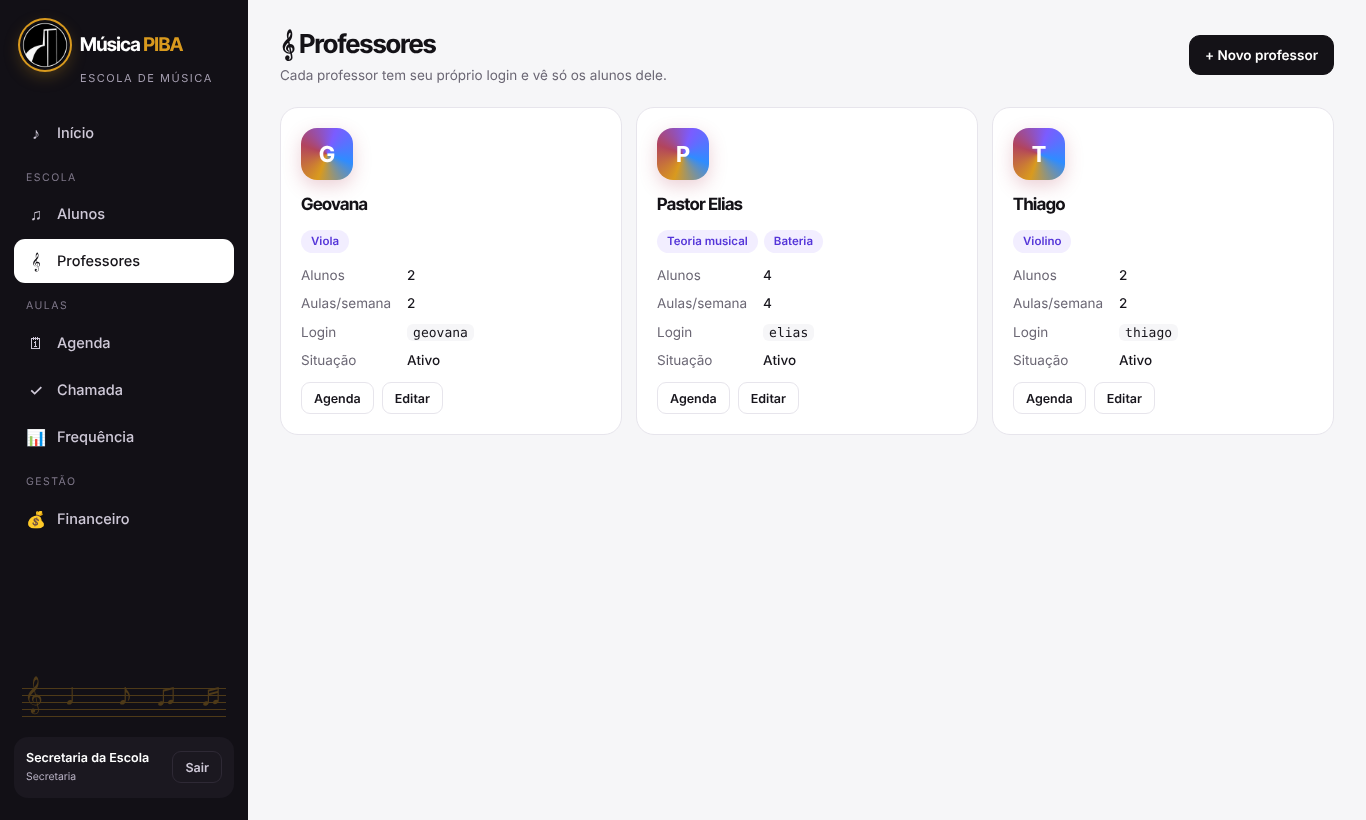 Música PIBA
ESCOLA DE MÚSICA
Início
ESCOLA
Alunos
Professores
AULAS
Agenda
Chamada
Frequência
GESTÃO
Financeiro
Secretaria da Escola
Secretaria
Sair
Professores
Cada professor tem seu próprio login e vê só os alunos dele.
+ Novo professor
G
Geovana
Viola
Alunos 2
Aulas/semana 2
Login geovana
Situação Ativo
Agenda Editar
P
Pastor Elias
Teoria musical Bateria
Alunos 4
Aulas/semana 4
Login elias
Situação Ativo
Agenda Editar
T
Thiago
Violino
Alunos 2
Aulas/semana 2
Login thiago
Situação Ativo
Agenda Editar